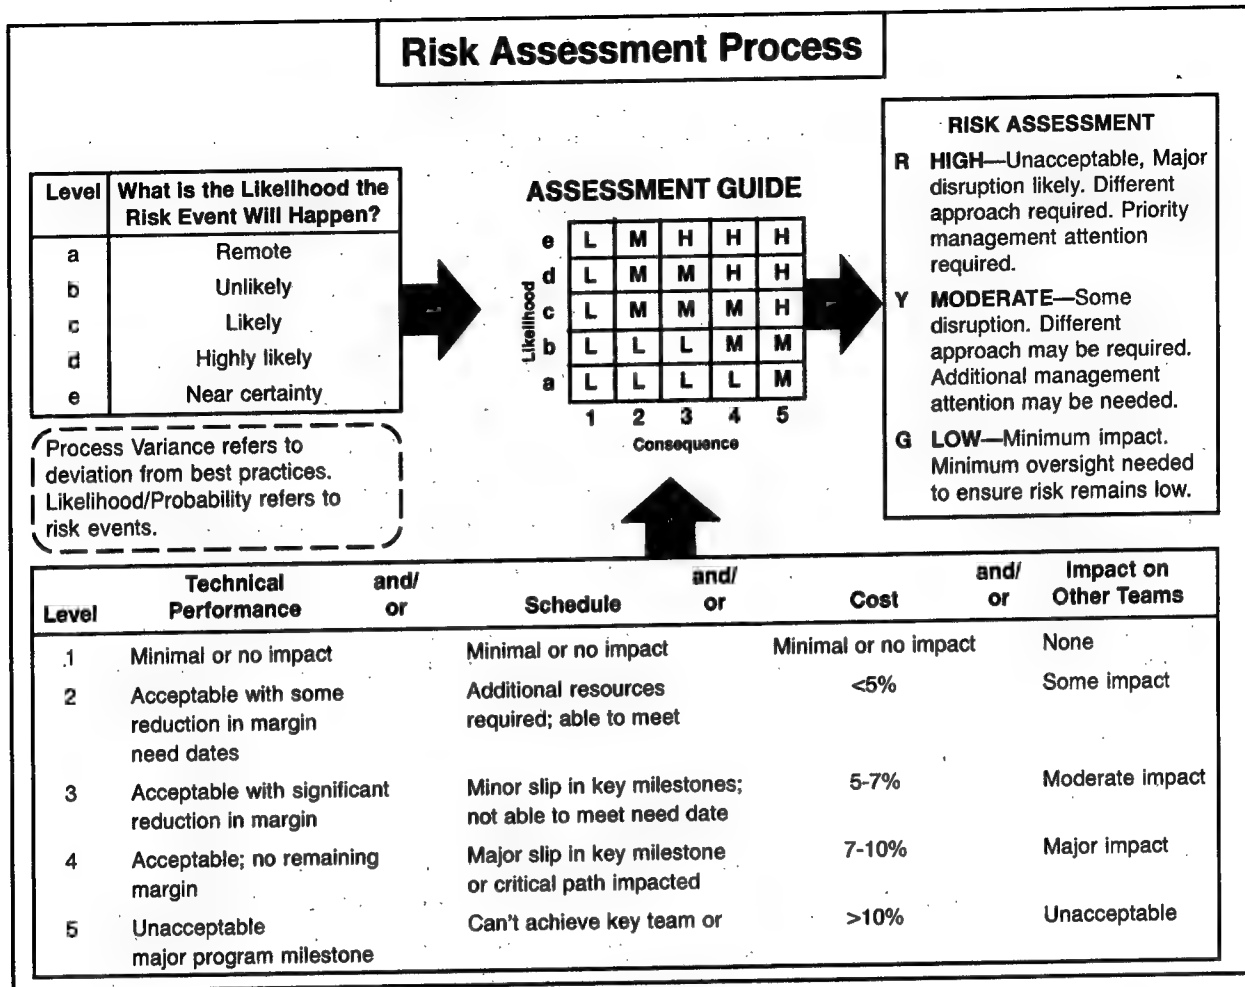 Risk Assessment Process
Level What is the Likelihood the
Risk Event Will Happen?
a Remote
b Unlikely
c Likely
d Highly likely
e Near certainty
Process Variance refers to
deviation from best practices.
Likelihood/Probability refers to
risk events.
ASSESSMENT GUIDE
Likelihood
e L M H H H
d L M M H H
c L M M M H
b L L L M M
a L L L L M
1 2 3 4 5
Consequence
RISK ASSESSMENT
R HIGH—Unacceptable, Major
disruption likely. Different
approach required. Priority
management attention
required.
Y MODERATE—Some
disruption. Different
approach may be required.
Additional management
attention may be needed.
G LOW—Minimum impact.
Minimum oversight needed
to ensure risk remains low.
Level Technical Performance and/or Schedule and/or Cost and/or Impact on Other Teams
1 Minimal or no impact Minimal or no impact Minimal or no impact None
2 Acceptable with some Additional resources <5% Some impact
reduction in margin required; able to meet
need dates
3 Acceptable with significant Minor slip in key milestones; 5-7% Moderate impact
reduction in margin not able to meet need date
4 Acceptable; no remaining Major slip in key milestone 7-10% Major impact
margin or critical path impacted
5 Unacceptable Can't achieve key team or >10% Unacceptable
major program milestone